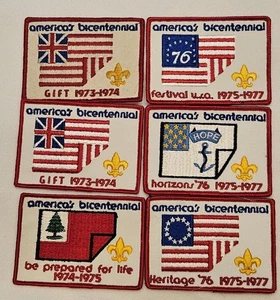 america's bicentennial
GIFT 1973-1974
america's bicentennial
76
festival u.s.a. 1975-1977
america's bicentennial
GIFT 1973-1974
america's bicentennial
HOPE
horizons '76 1975-1977
america's bicentennial
be prepared for life
1974-1975
america's bicentennial
Heritage '76 1975-1977